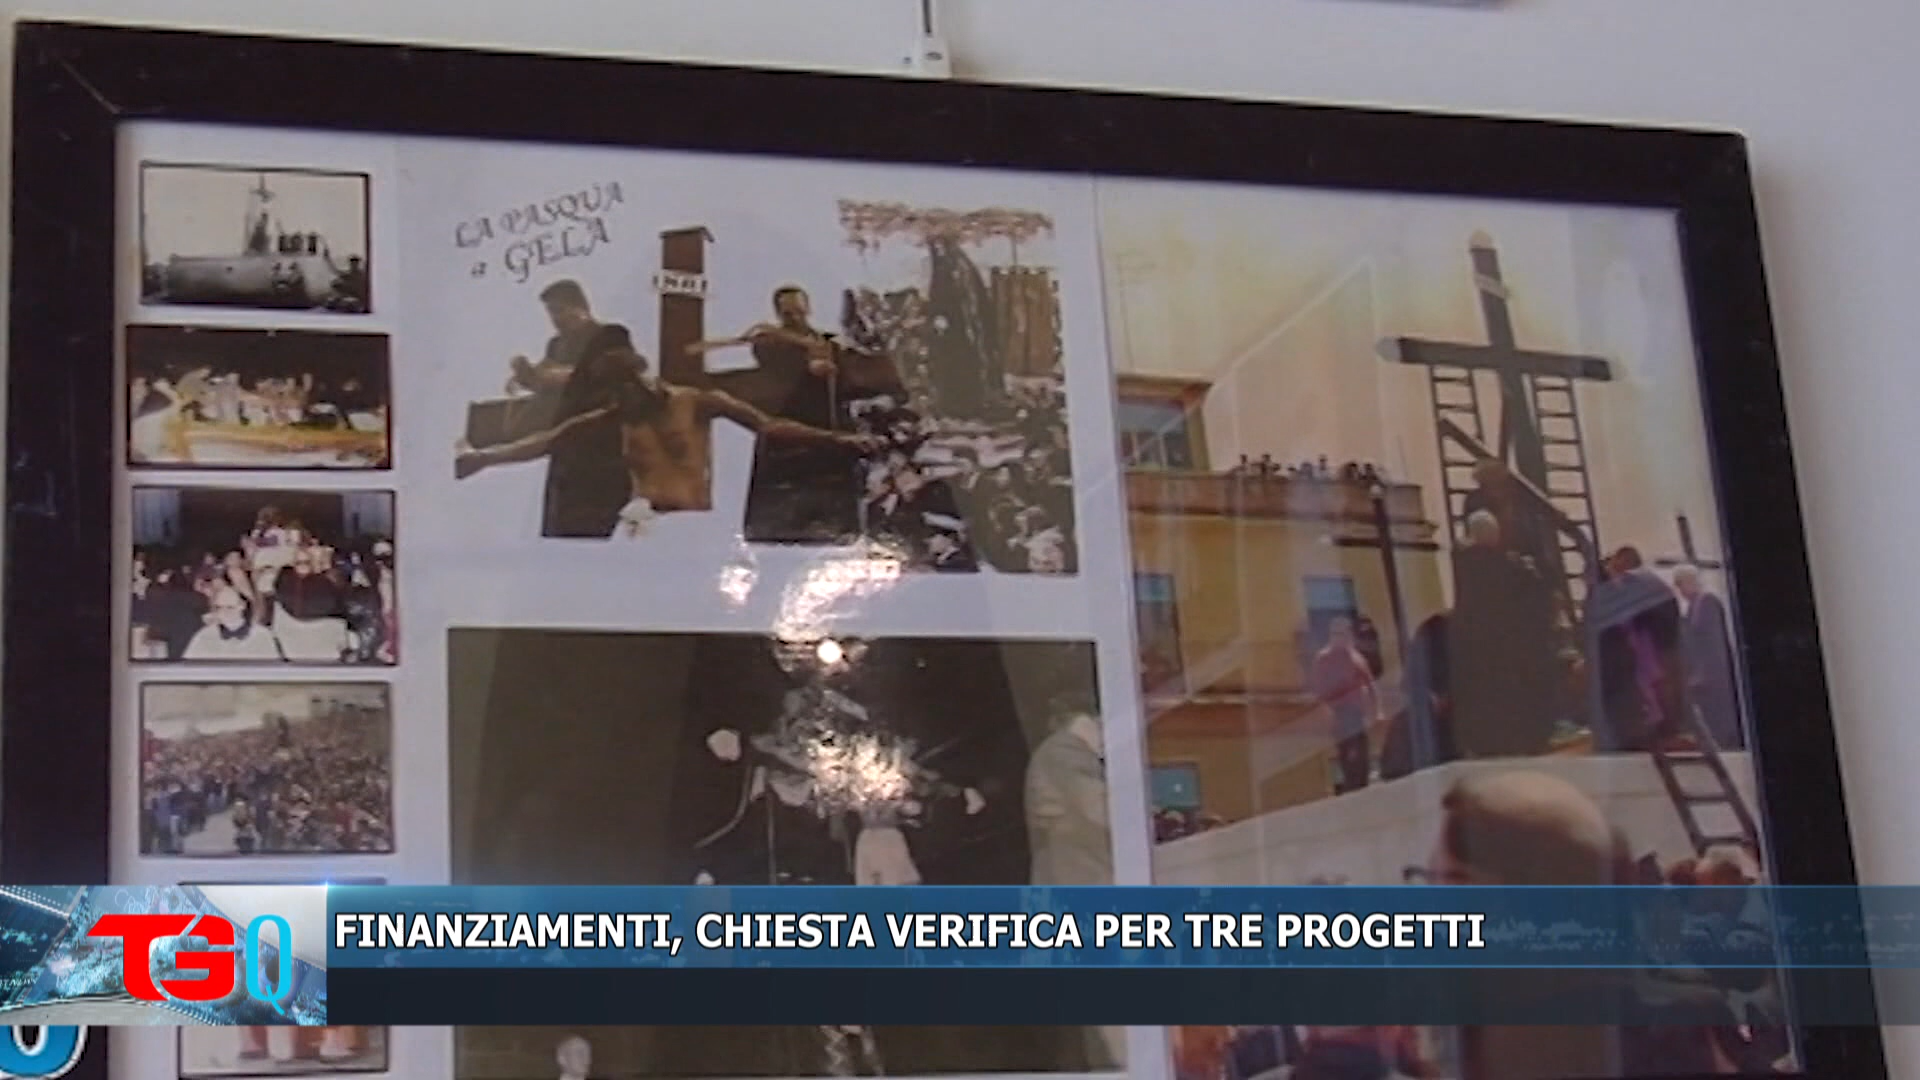 LA PASQUA
a GELA
INRI
TGQ
FINANZIAMENTI, CHIESTA VERIFICA PER TRE PROGETTI